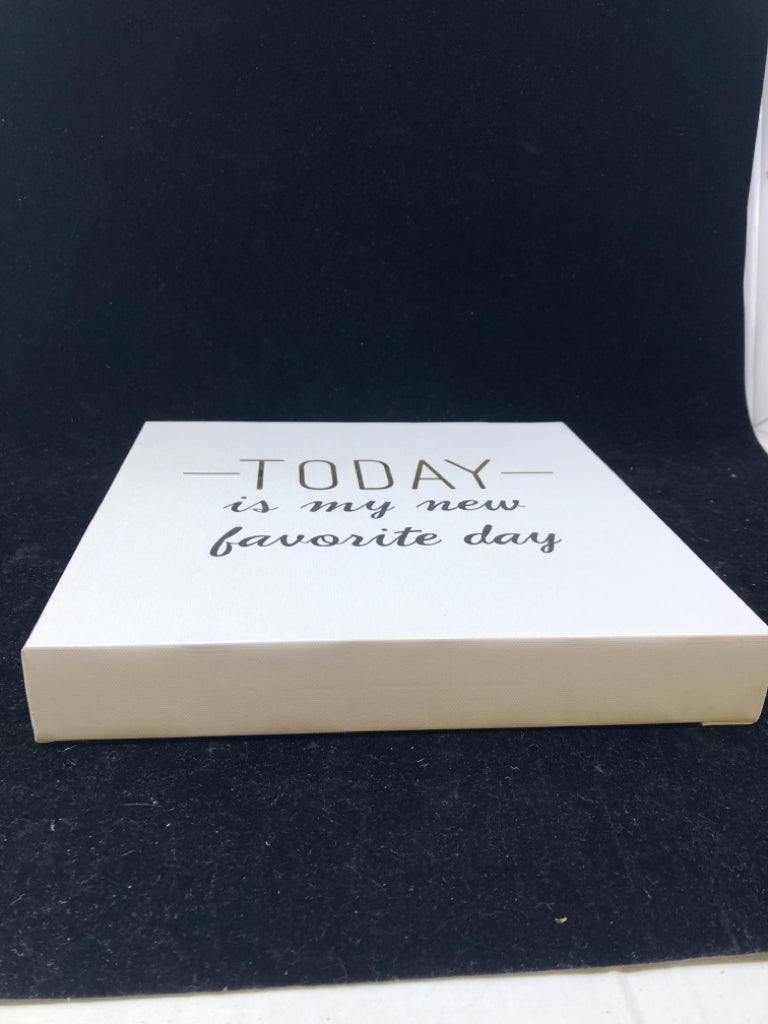 —TODAY—
is my new
favorite day